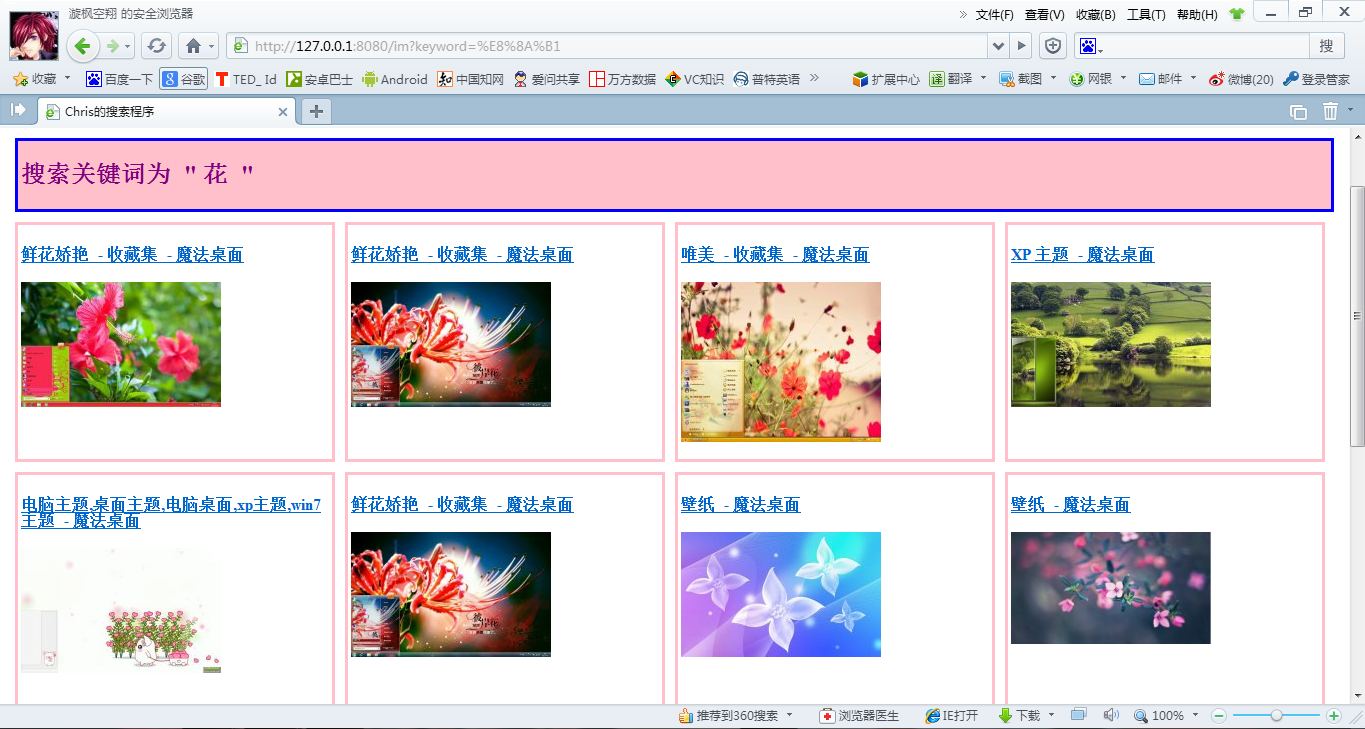 漩枫空翔 的安全浏览器
» 文件(F) 查看(V) 收藏(B) 工具(T) 帮助(H)
http://127.0.0.1:8080/im?keyword=%E8%8A%B1
搜
收藏 百度一下 谷歌 TED_Id 安卓巴士 Android 中国知网 爱问共享 万方数据 VC知识 普特英语 » 扩展中心 翻译 截图 网银 邮件 微博(20) 登录管家
Chris的搜索程序
搜索关键词为 " 花 "
鲜花娇艳 - 收藏集 - 魔法桌面
鲜花娇艳 - 收藏集 - 魔法桌面
唯美 - 收藏集 - 魔法桌面
XP 主题 - 魔法桌面
电脑主题,桌面主题,电脑桌面,xp主题,win7
主题 - 魔法桌面
鲜花娇艳 - 收藏集 - 魔法桌面
壁纸 - 魔法桌面
壁纸 - 魔法桌面
推荐到360搜索 浏览器医生 IE打开 下载 100%